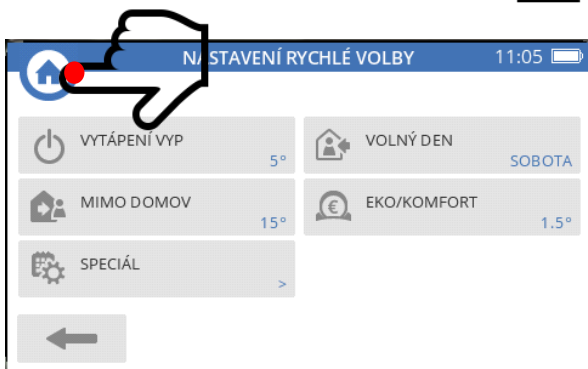 NASTAVENÍ RYCHLÉ VOLBY 11:05
VYTÁPENÍ VYP 5°
VOLNÝ DEN SOBOTA
MIMO DOMOV 15°
EKO/KOMFORT 1.5°
SPECIÁL >